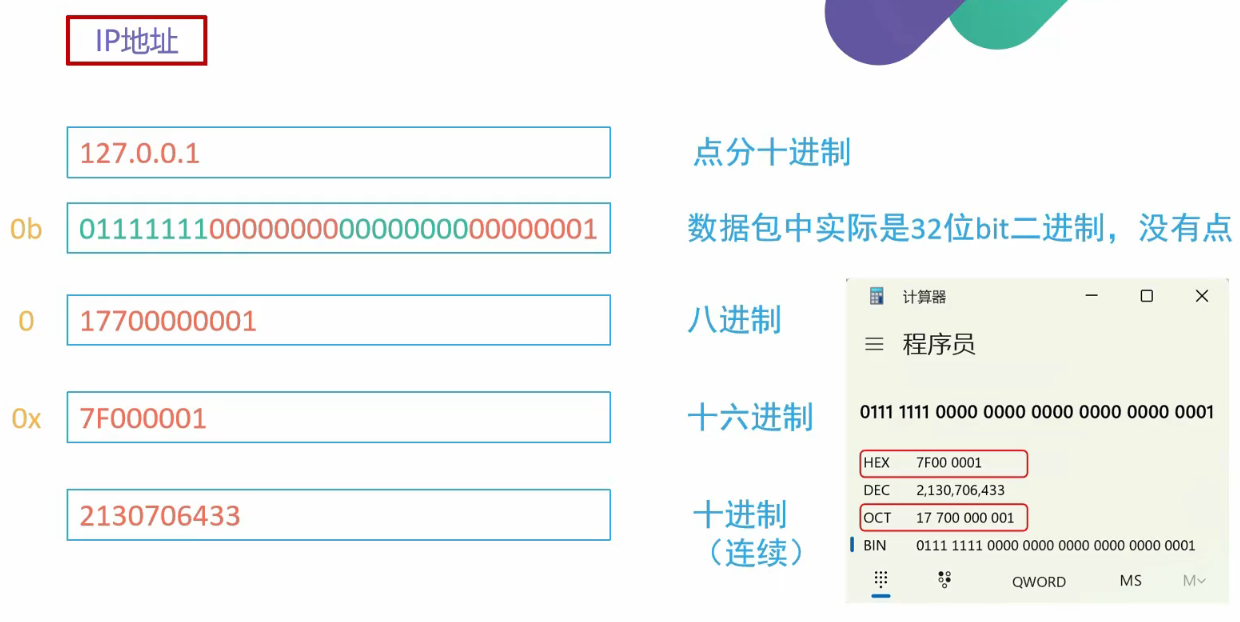 IP地址
127.0.0.1
点分十进制
0b
01111111000000000000000000000001
数据包中实际是32位bit二进制，没有点
0
17700000001
八进制
0x
7F000001
十六进制
2130706433
十进制
（连续）
计算器
程序员
0111 1111 0000 0000 0000 0000 0000 0001
HEX 7F00 0001
DEC 2,130,706,433
OCT 17 700 000 001
BIN 0111 1111 0000 0000 0000 0000 0000 0001
QWORD MS M